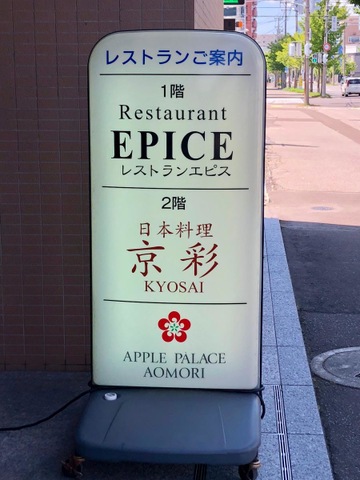 レストランご案内
1階
Restaurant
EPICE
レストランエピス
2階
日本料理
京彩
KYOSAI
APPLE PALACE
AOMORI